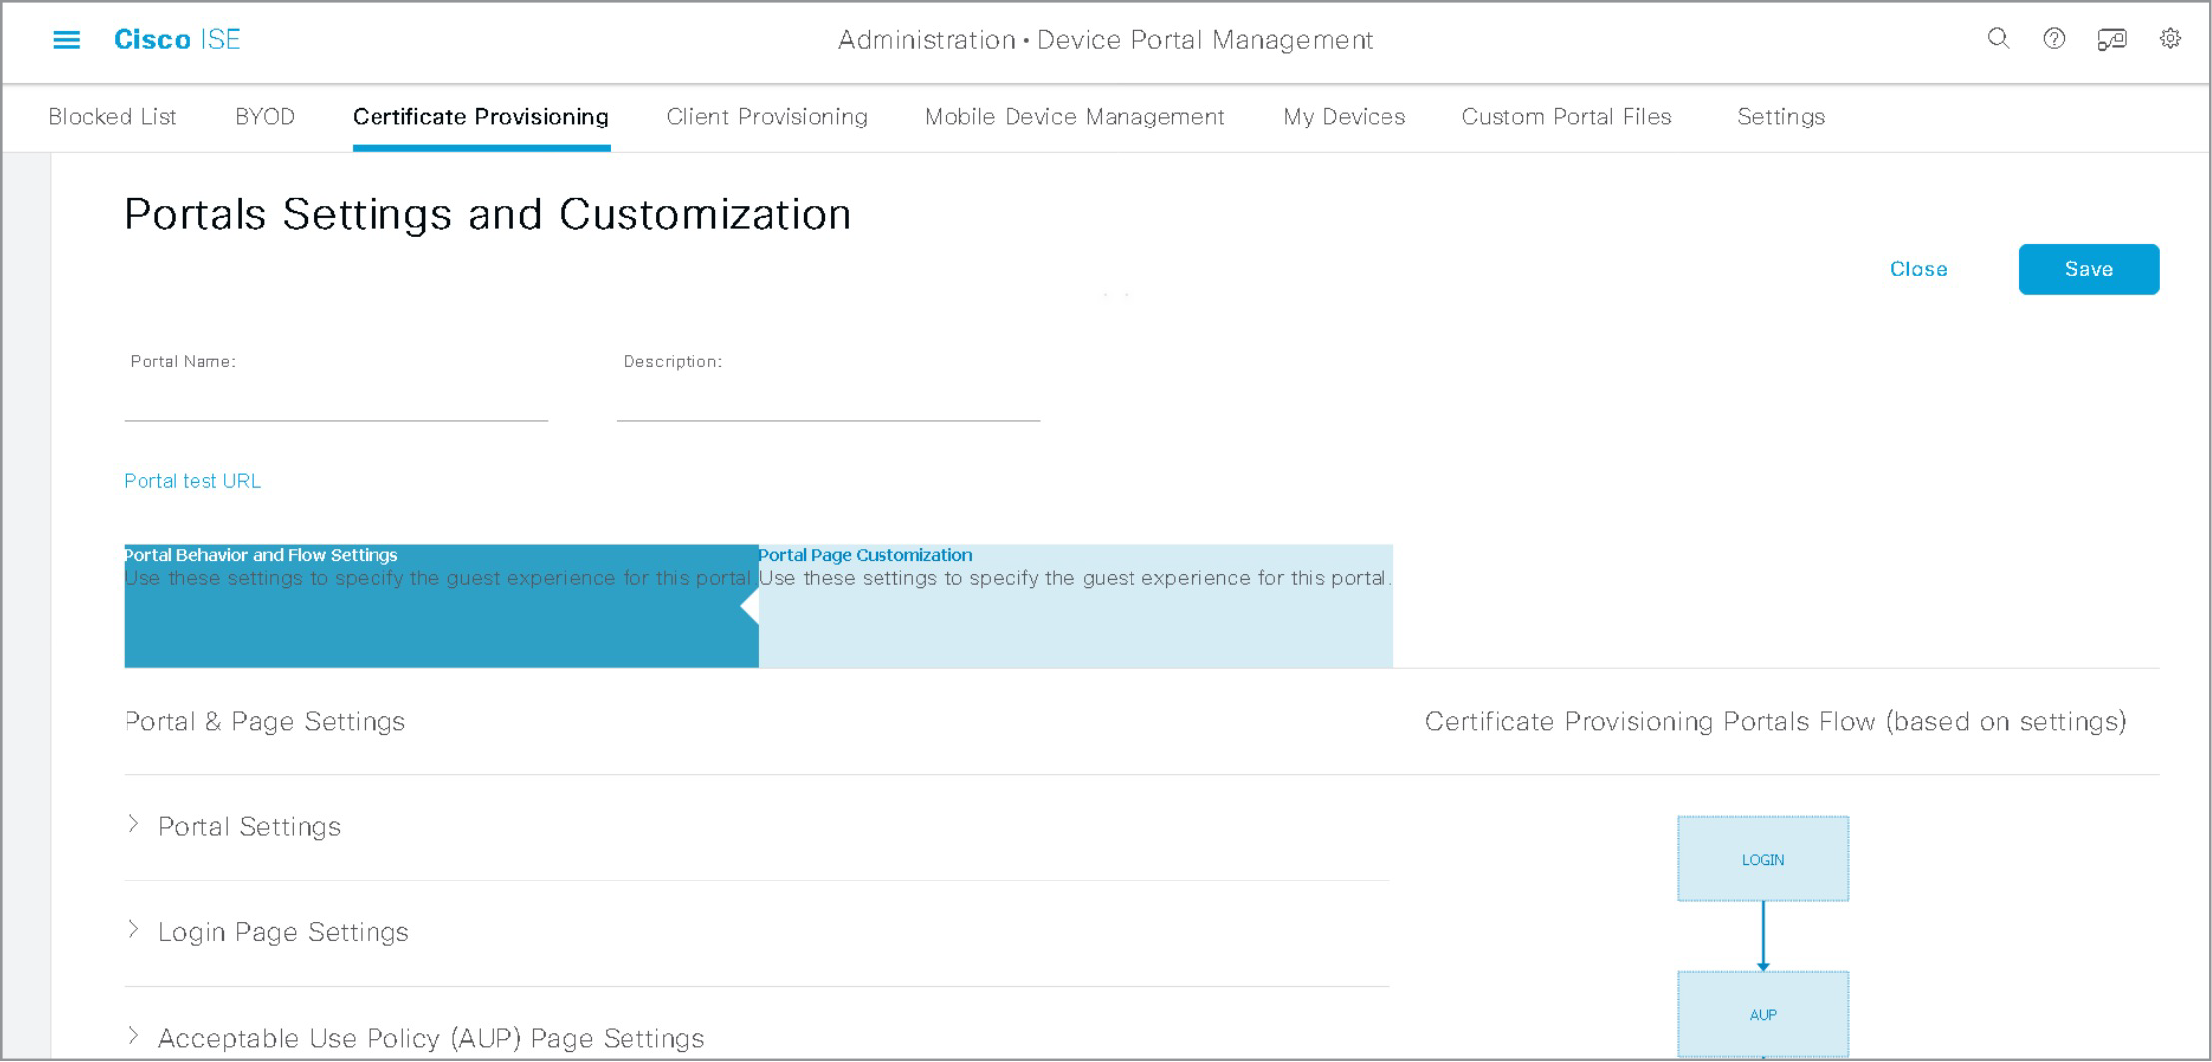 Cisco ISE
Administration • Device Portal Management
Blocked List BYOD Certificate Provisioning Client Provisioning Mobile Device Management My Devices Custom Portal Files Settings
Portals Settings and Customization
Close Save
Portal Name: Description:
Portal test URL
Portal Behavior and Flow Settings
Use these settings to specify the guest experience for this portal.
Portal Page Customization
Use these settings to specify the guest experience for this portal.
Portal & Page Settings
Certificate Provisioning Portals Flow (based on settings)
Portal Settings
LOGIN
Login Page Settings
AUP
Acceptable Use Policy (AUP) Page Settings